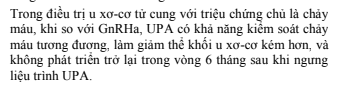 Trong điều trị u xơ-cơ tử cung với triệu chứng chủ là chảy
máu, khi so với GnRHa, UPA có khả năng kiểm soát chảy
máu tương đương, làm giảm thể khối u xơ-cơ kém hơn, và
không phát triển trở lại trong vòng 6 tháng sau khi ngưng
liệu trình UPA.